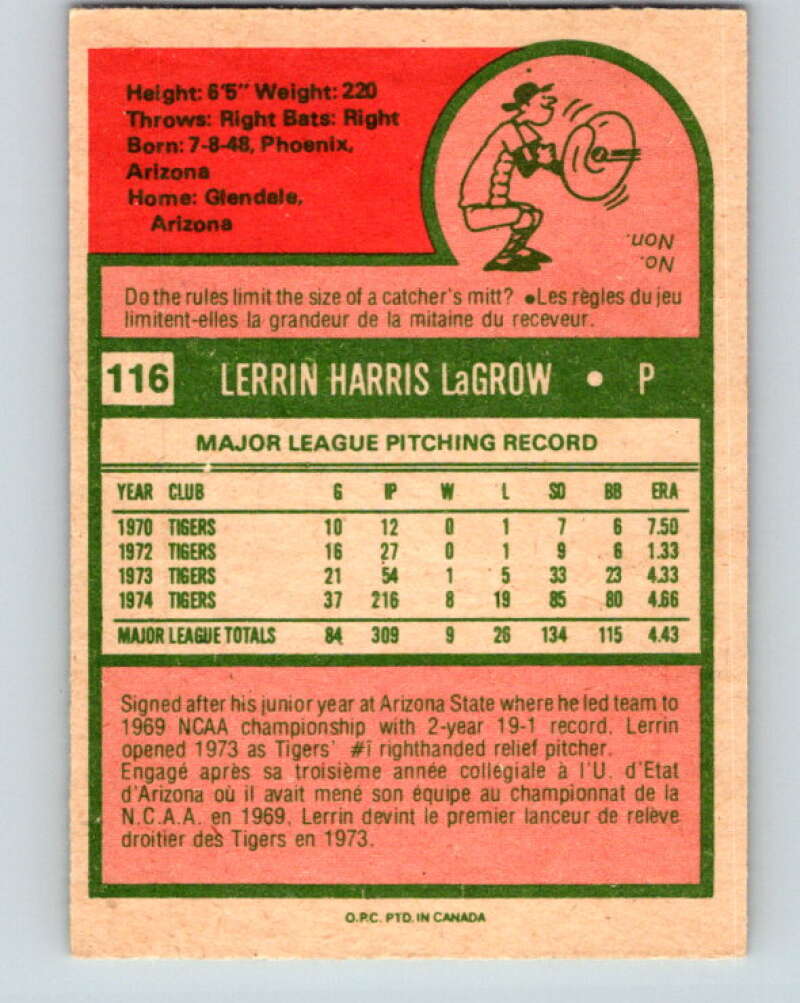 Height: 6'5" Weight: 220
Throws: Right Bats: Right
Born: 7-8-48, Phoenix,
Arizona
Home: Glendale,
Arizona
No.
Non.
Do the rules limit the size of a catcher's mitt? ●Les règles du jeu
limitent-elles la grandeur de la mitaine du receveur.
116 LERRIN HARRIS LaGROW • P
MAJOR LEAGUE PITCHING RECORD
YEAR CLUB G IP W L SO BB ERA
1970 TIGERS 10 12 0 1 7 6 7.50
1972 TIGERS 16 27 0 1 9 6 1.33
1973 TIGERS 21 54 1 5 33 23 4.33
1974 TIGERS 37 216 8 19 85 80 4.66
MAJOR LEAGUE TOTALS 84 309 9 26 134 115 4.43
Signed after his junior year at Arizona State where he led team to
1969 NCAA championship with 2-year 19-1 record. Lerrin
opened 1973 as Tigers' #1 righthanded relief pitcher.
Engagé après sa troisième année collégiale à l'U. d'Etat
d'Arizona où il avait mené son équipe au championnat de la
N.C.A.A. en 1969. Lerrin devint le premier lanceur de relève
droitier des Tigers en 1973.
O.P.C. PTD. IN CANADA